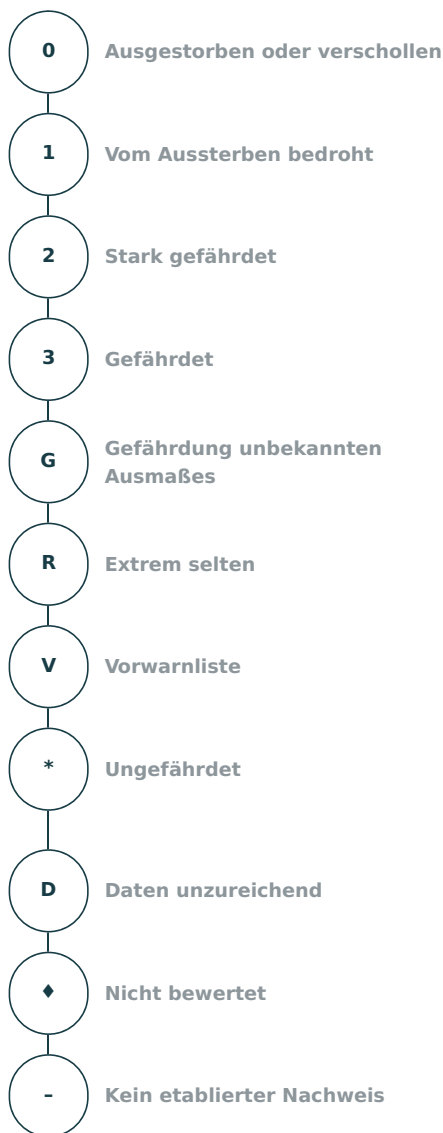 0 Ausgestorben oder verschollen
1 Vom Aussterben bedroht
2 Stark gefährdet
3 Gefährdet
G Gefährdung unbekannten
Ausmaßes
R Extrem selten
V Vorwarnliste
* Ungefährdet
D Daten unzureichend
♦ Nicht bewertet
– Kein etablierter Nachweis